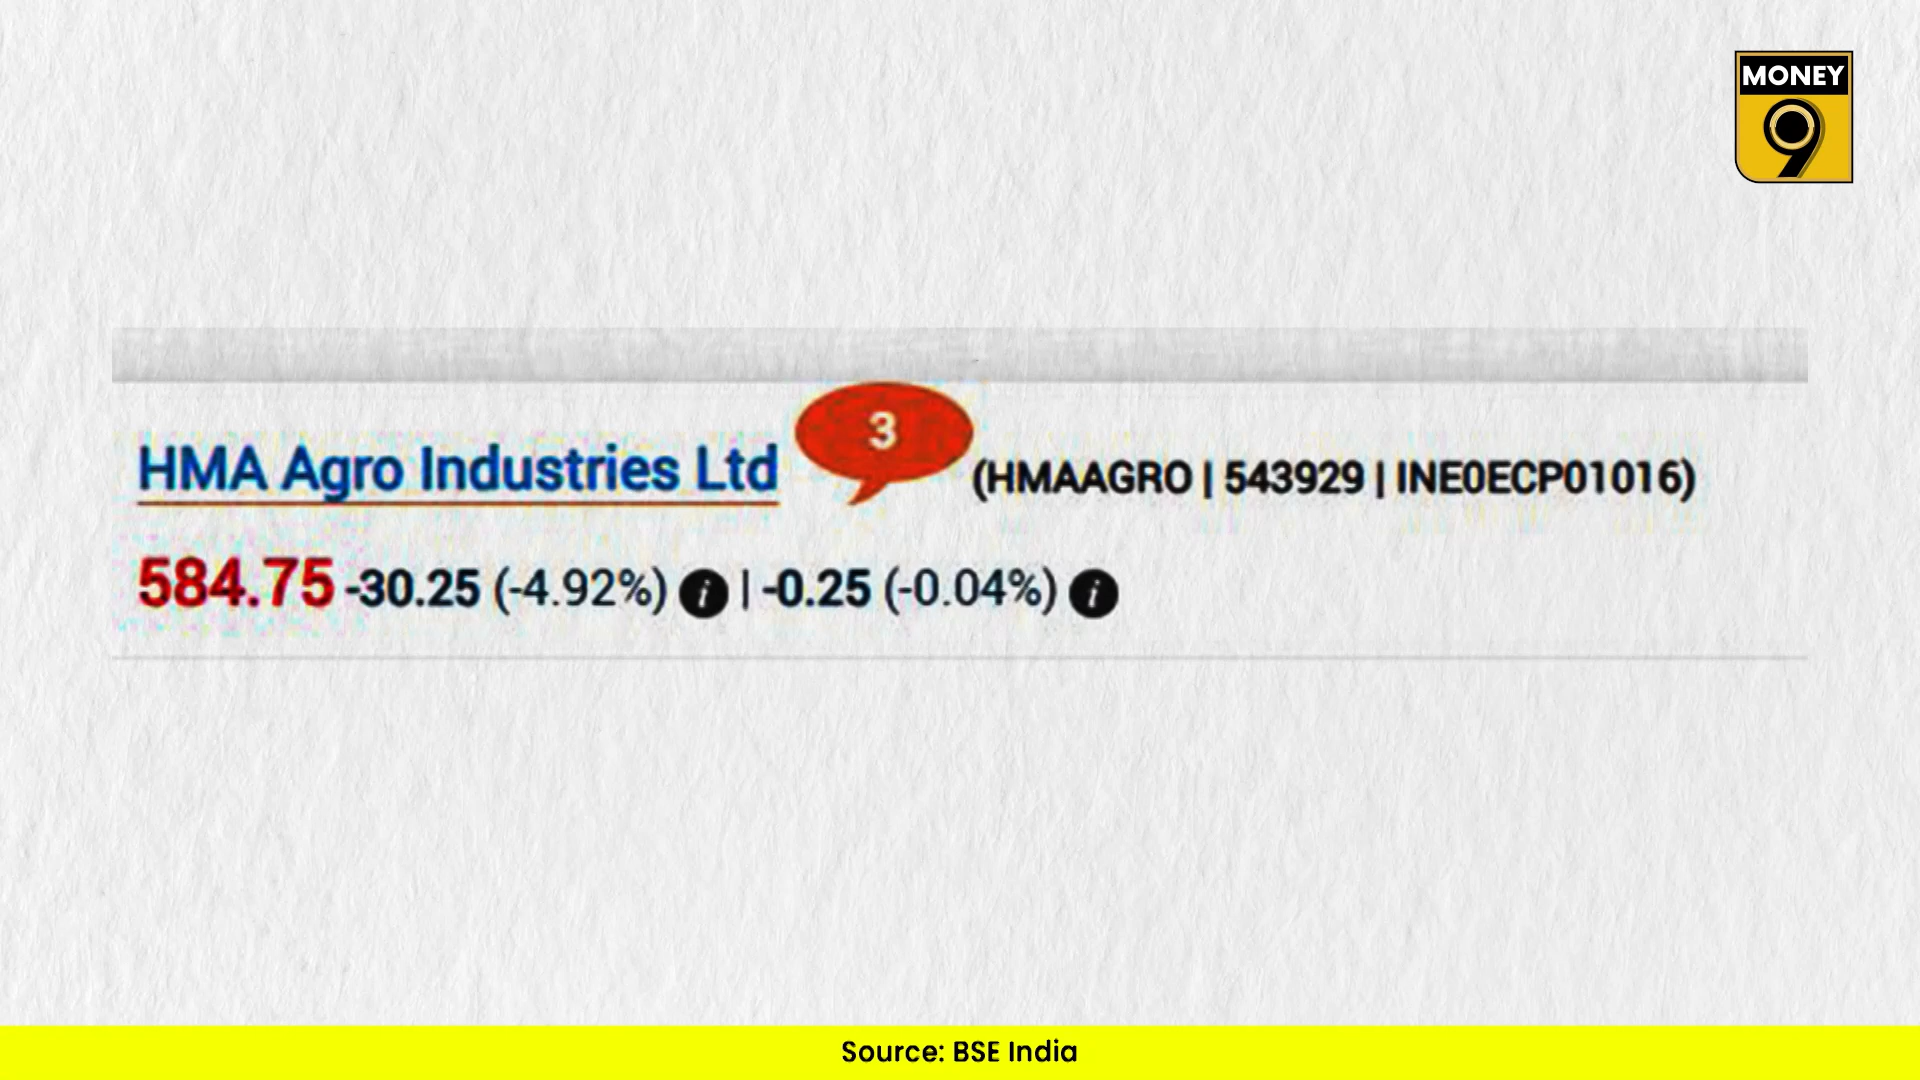 MONEY
9
HMA Agro Industries Ltd 3 (HMAAGRO | 543929 | INE0ECP01016)
584.75 -30.25 (-4.92%) i | -0.25 (-0.04%) i
Source: BSE India